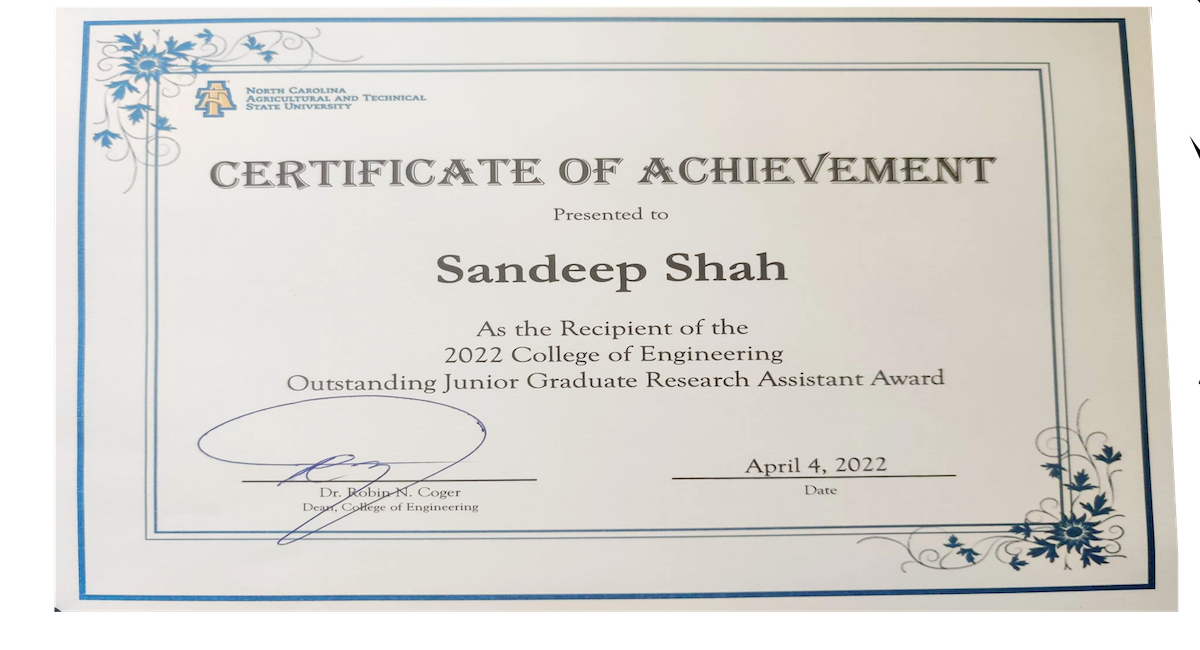 North Carolina
Agricultural and Technical
State University
Certificate of Achievement
Presented to
Sandeep Shah
As the Recipient of the
2022 College of Engineering
Outstanding Junior Graduate Research Assistant Award
April 4, 2022
Dr. Robin N. Coger
Date
Dean, College of Engineering